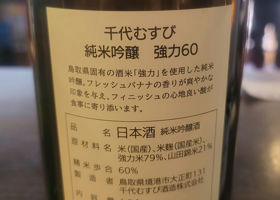 千代むすび
純米吟醸 強力60
鳥取県固有の酒米「強力」を使用した純米
吟醸。フレッシュバナナの香りが爽やかな
印象を与え、フィニッシュの心地良い酸が
食事に寄り添います。
品名 日本酒 純米吟醸酒
原材料名 米(国産)、米麹(国産米)、
強力米79%、山田錦米21%
精米歩合 60%
製造者 鳥取県境港市大正町131
千代むすび酒造株式会社